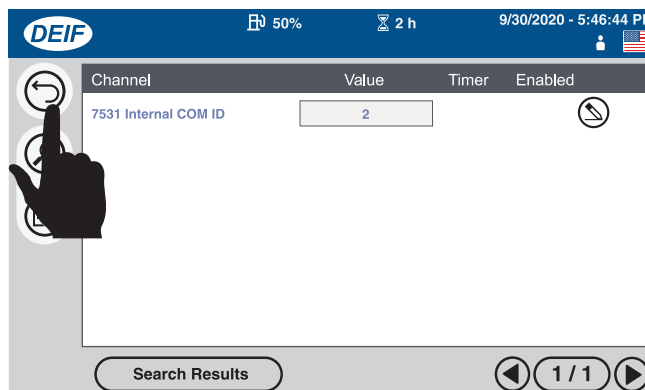 DEIF
50%
2 h
9/30/2020 - 5:46:44 P
Channel Value Timer Enabled
7531 Internal COM ID 2
Search Results
1 / 1